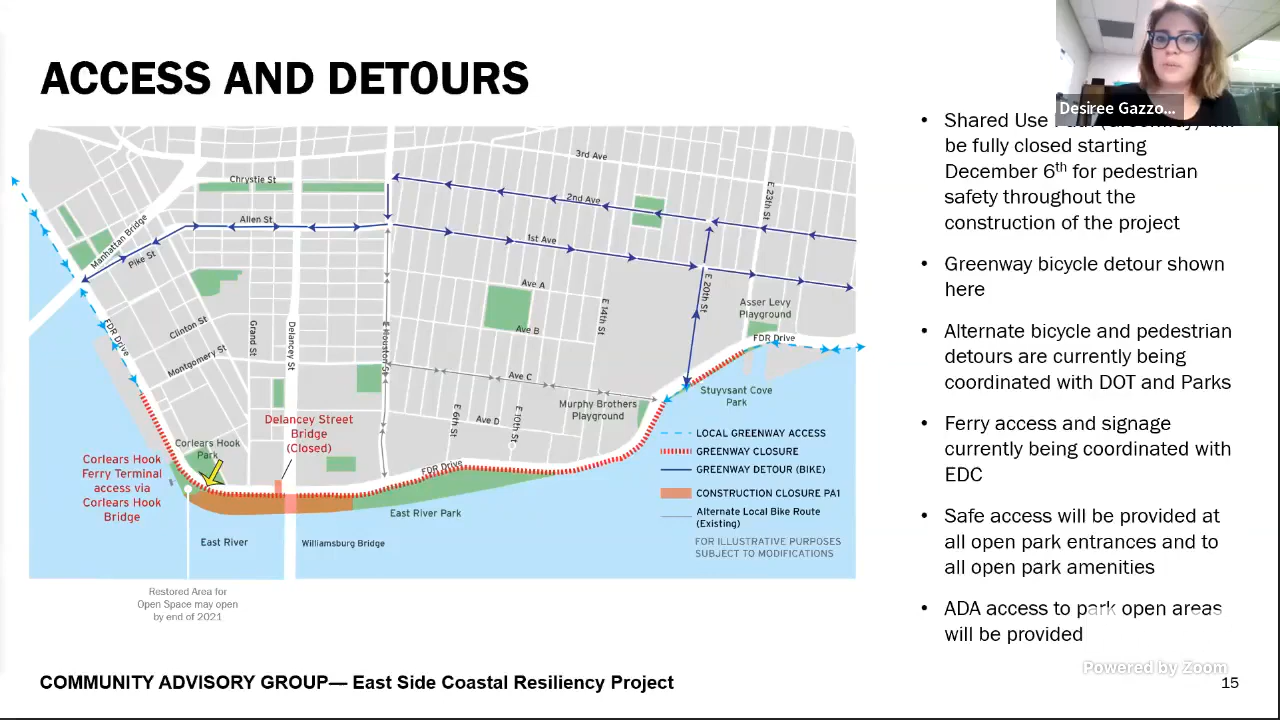 ACCESS AND DETOURS
Desiree Gazzo...
Shared Use
be fully closed starting
December 6th for pedestrian
safety throughout the
construction of the project
Greenway bicycle detour shown
here
Alternate bicycle and pedestrian
detours are currently being
coordinated with DOT and Parks
Ferry access and signage
currently being coordinated with
EDC
Safe access will be provided at
all open park entrances and to
all open park amenities
ADA access to park open areas
will be provided
3rd Ave
Chrystie St
2nd Ave
E 23rd St
Allen St
Manhattan Bridge
Pike St
1st Ave
E 20th St
Ave A
Asser Levy
Playground
E 14th St
FDR Drive
Clinton St
Grand St
Delancey St
E Houston St
Ave B
FDR Drive
Montgomery St
Ave C
Stuyvsant Cove
Park
Murphy Brothers
Playground
E 6th St
E 10th St
Ave D
Delancey Street
Bridge
(Closed)
Corlears Hook
Park
Corlears Hook
Ferry Terminal
access via
Corlears Hook
Bridge
FDR Drive
East River Park
East River
Williamsburg Bridge
LOCAL GREENWAY ACCESS
GREENWAY CLOSURE
GREENWAY DETOUR (BIKE)
CONSTRUCTION CLOSURE PA1
Alternate Local Bike Route
(Existing)
FOR ILLUSTRATIVE PURPOSES
SUBJECT TO MODIFICATIONS
Restored Area for
Open Space may open
by end of 2021
Powered by Zoom
COMMUNITY ADVISORY GROUP— East Side Coastal Resiliency Project
15